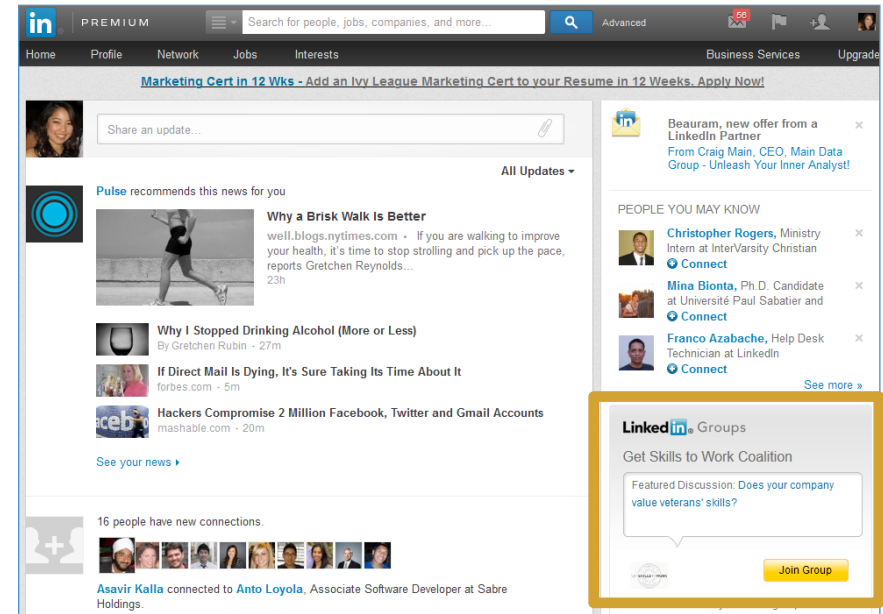 in PREMIUM
Search for people, jobs, companies, and more...
Advanced
56
Home Profile Network Jobs Interests
Business Services Upgrade
Marketing Cert in 12 Wks - Add an Ivy League Marketing Cert to your Resume in 12 Weeks. Apply Now!
Share an update...
All Updates
Pulse recommends this news for you
Why a Brisk Walk Is Better
well.blogs.nytimes.com • If you are walking to improve
your health, it's time to stop strolling and pick up the pace,
reports Gretchen Reynolds...
23h
Why I Stopped Drinking Alcohol (More or Less)
By Gretchen Rubin • 27m
If Direct Mail Is Dying, It's Sure Taking Its Time About It
forbes.com • 5m
Hackers Compromise 2 Million Facebook, Twitter and Gmail Accounts
mashable.com • 20m
See your news
16 people have new connections.
Asavir Kalla connected to Anto Loyola, Associate Software Developer at Sabre
Holdings.
in
Beauram, new offer from a
LinkedIn Partner
From Craig Main, CEO, Main Data
Group - Unleash Your Inner Analyst!
PEOPLE YOU MAY KNOW
Christopher Rogers, Ministry
Intern at InterVarsity Christian
Connect
Mina Bionta, Ph.D. Candidate
at Université Paul Sabatier and
Connect
Franco Azabache, Help Desk
Technician at LinkedIn
Connect
See more »
Linked in Groups
Get Skills to Work Coalition
Featured Discussion: Does your company
value veterans' skills?
Join Group